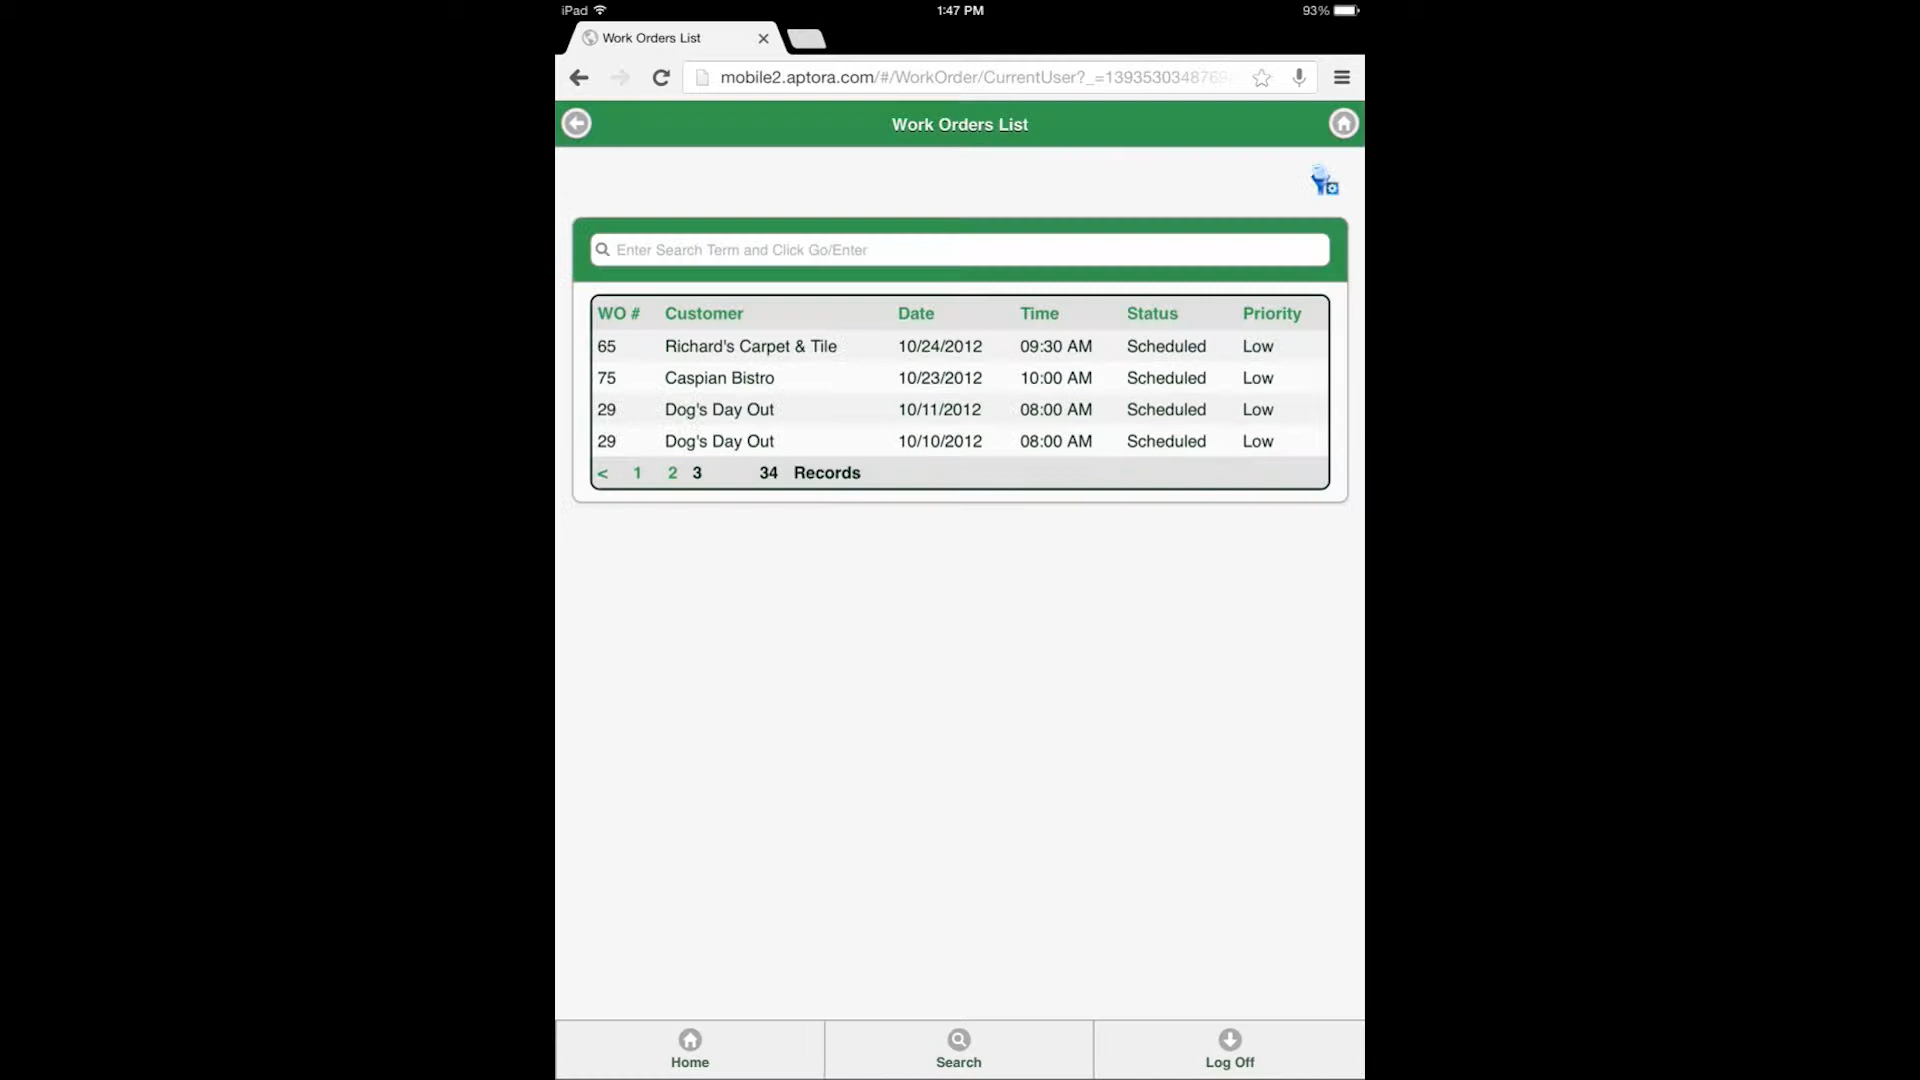 iPad 1:47 PM 93%
Work Orders List
mobile2.aptora.com/#/WorkOrder/CurrentUser?_=1393530348769
Work Orders List
Enter Search Term and Click Go/Enter
WO # Customer Date Time Status Priority
65 Richard's Carpet & Tile 10/24/2012 09:30 AM Scheduled Low
75 Caspian Bistro 10/23/2012 10:00 AM Scheduled Low
29 Dog's Day Out 10/11/2012 08:00 AM Scheduled Low
29 Dog's Day Out 10/10/2012 08:00 AM Scheduled Low
< 1 2 3 34 Records
Home Search Log Off